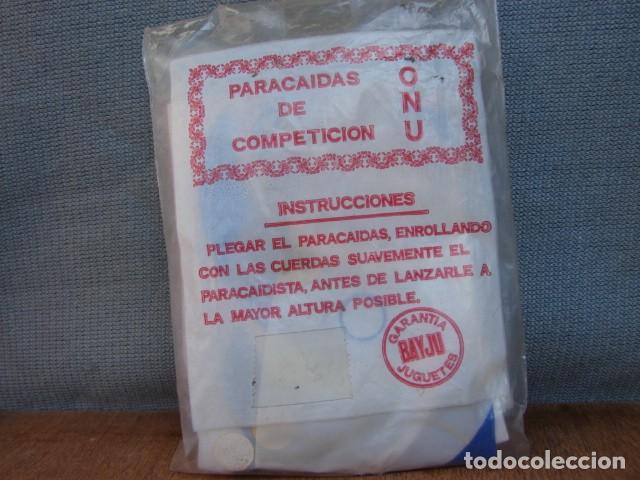 PARACAIDAS
DE
COMPETICION
ONU
INSTRUCCIONES
PLEGAR EL PARACAIDAS, ENROLLANDO
CON LAS CUERDAS SUAVEMENTE EL
PARACAIDISTA, ANTES DE LANZARLE A
LA MAYOR ALTURA POSIBLE.
GARANTIA
BAYJU
JUGUETES
todocoleccion